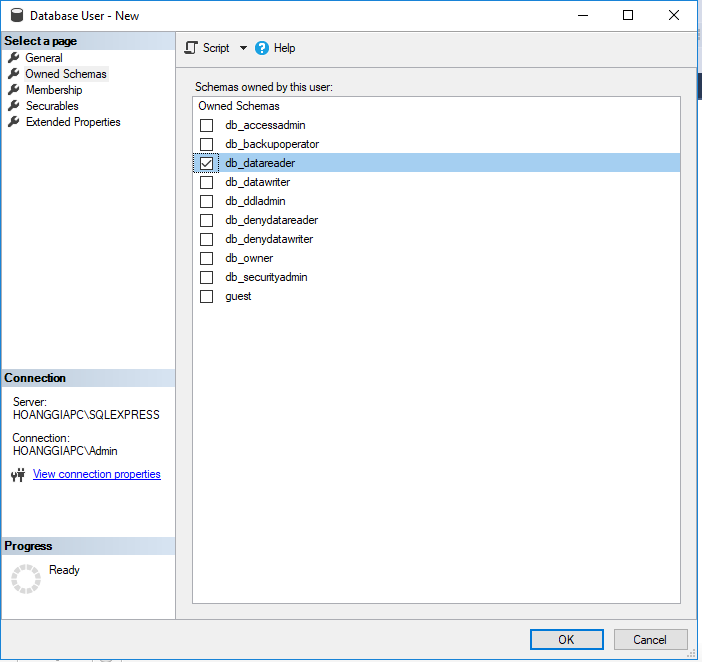 Database User - New
Select a page
General
Owned Schemas
Membership
Securables
Extended Properties
Script
Help
Schemas owned by this user:
Owned Schemas
db_accessadmin
db_backupoperator
db_datareader
db_datawriter
db_ddladmin
db_denydatareader
db_denydatawriter
db_owner
db_securityadmin
guest
Connection
Server:
HOANGGIAPC\SQLEXPRESS
Connection:
HOANGGIAPC\Admin
View connection properties
Progress
Ready
OK
Cancel